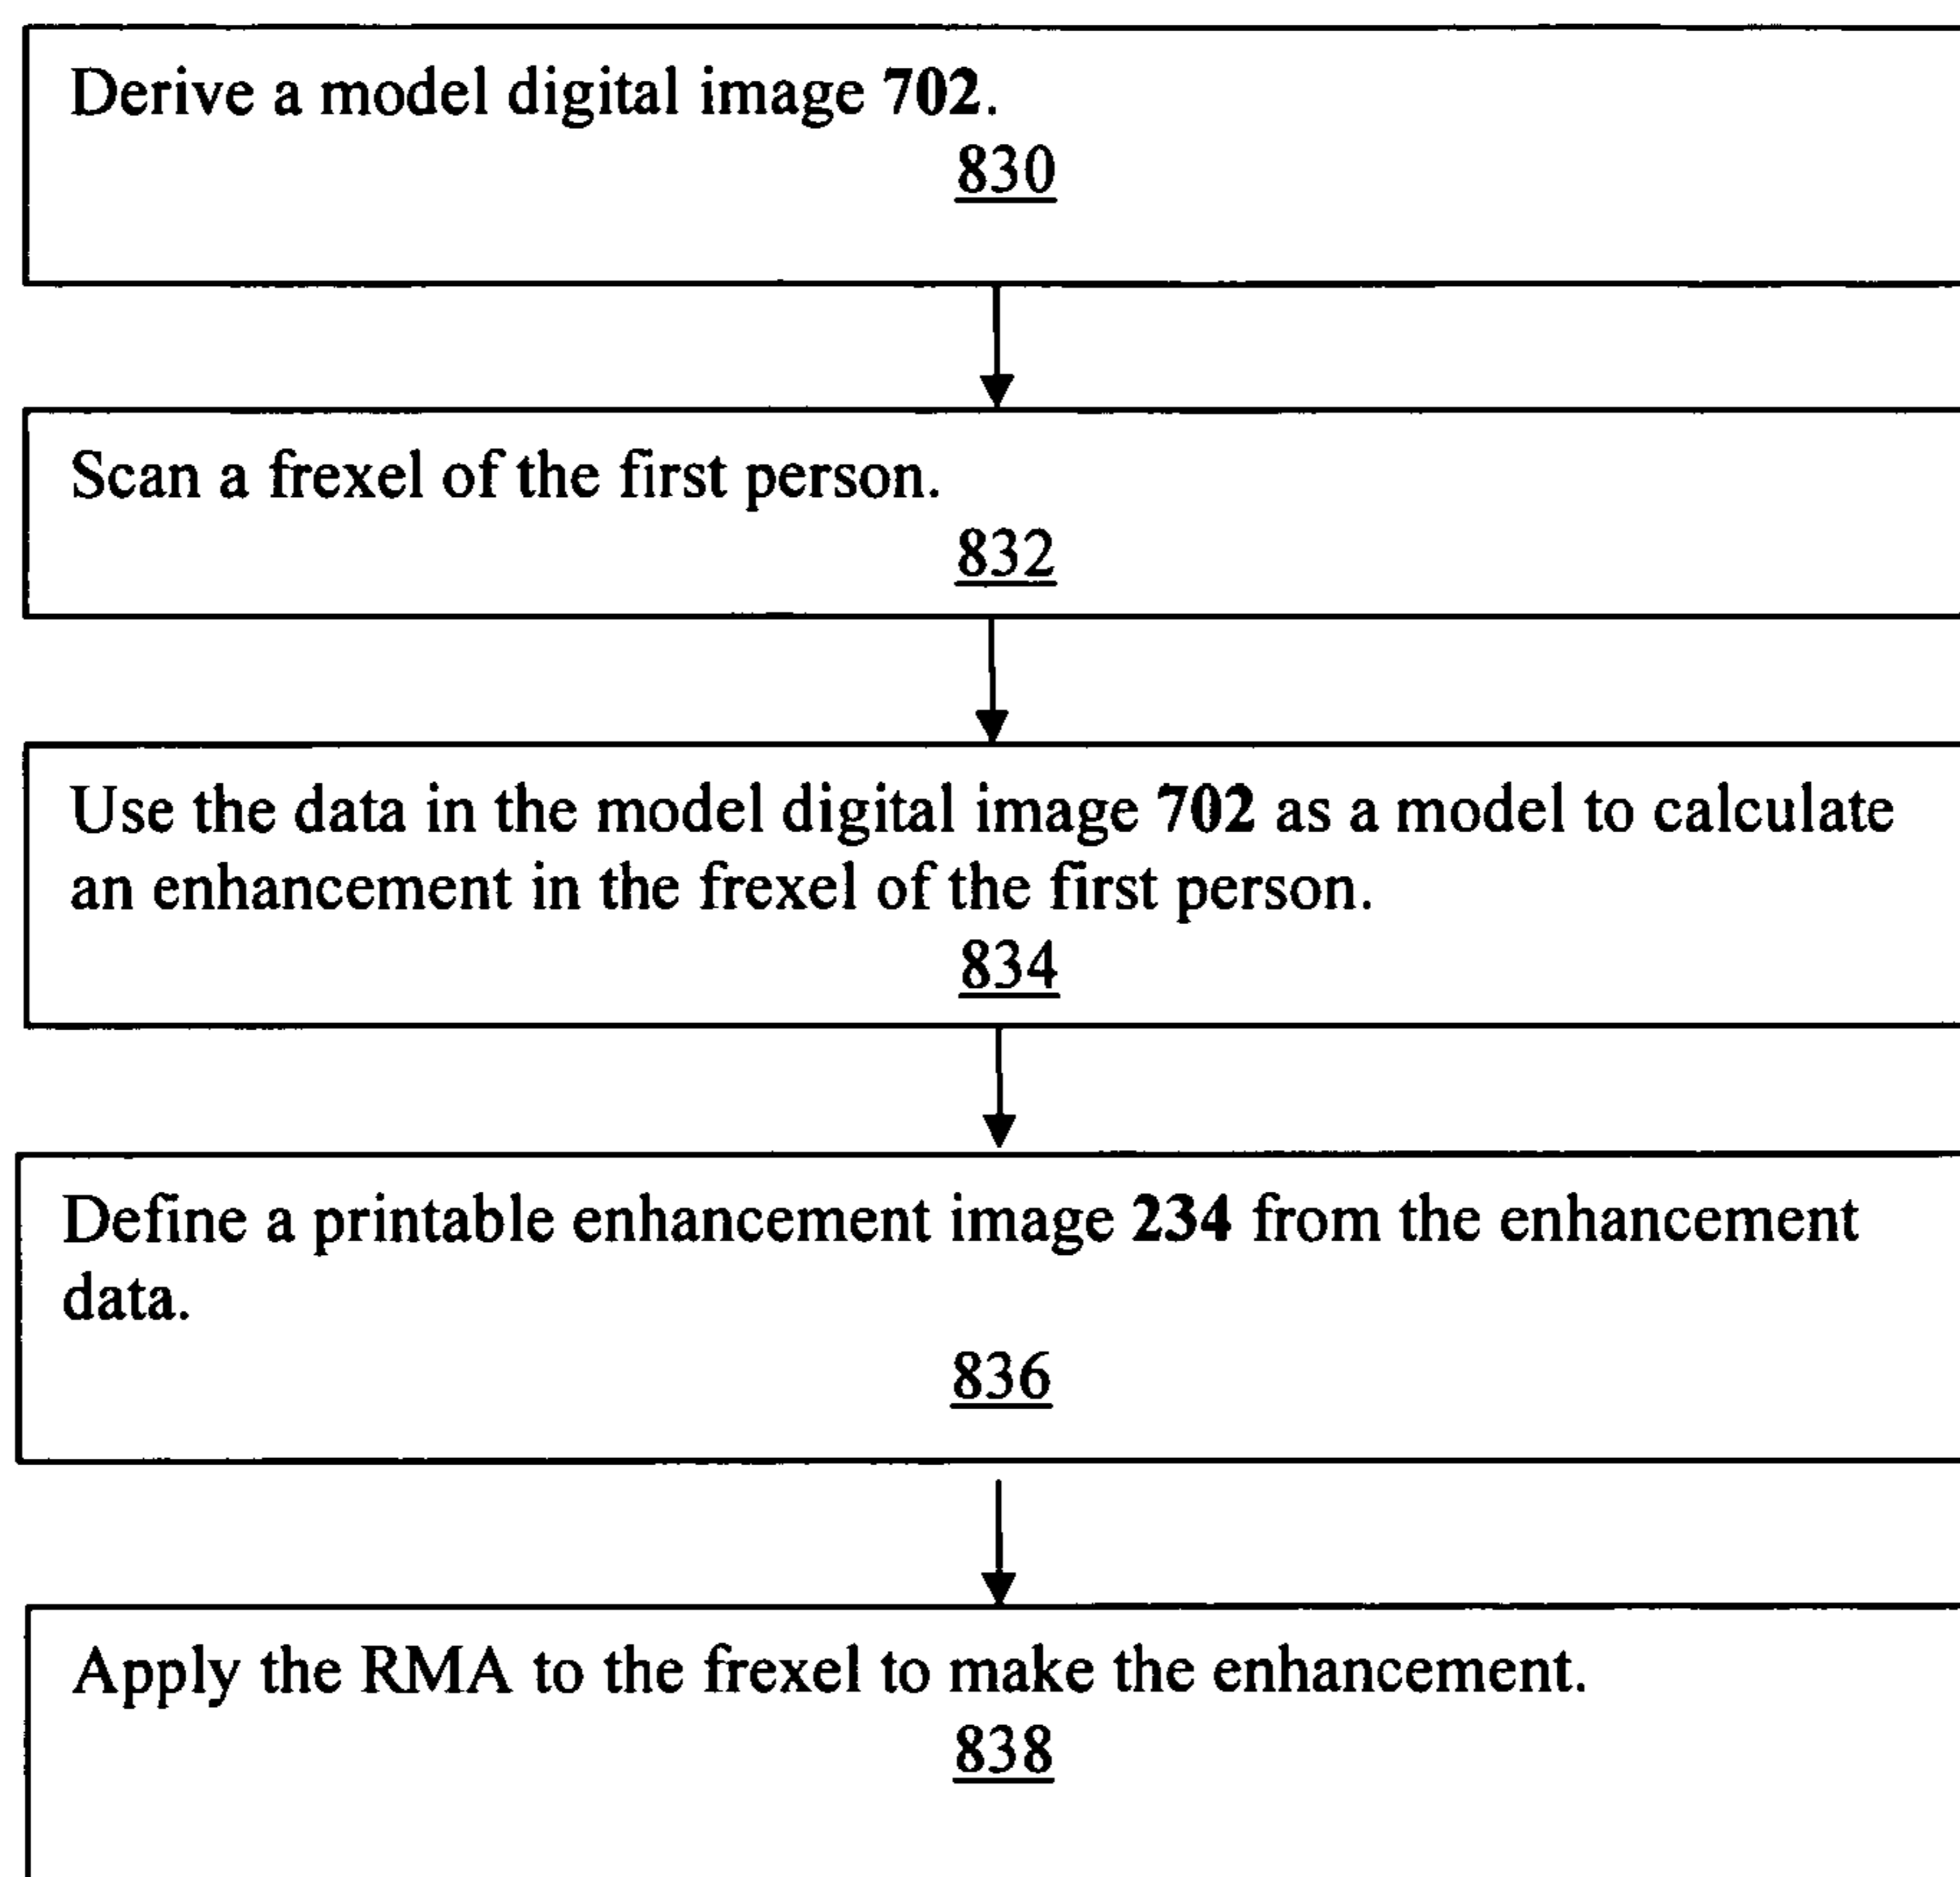 Derive a model digital image 702.
830
Scan a frexel of the first person.
832
Use the data in the model digital image 702 as a model to calculate
an enhancement in the frexel of the first person.
834
Define a printable enhancement image 234 from the enhancement
data.
836
Apply the RMA to the frexel to make the enhancement.
838